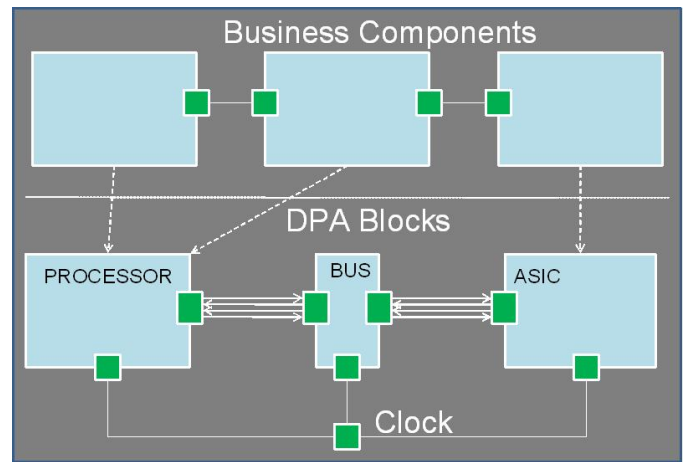 Business Components
DPA Blocks
PROCESSOR
BUS
ASIC
Clock